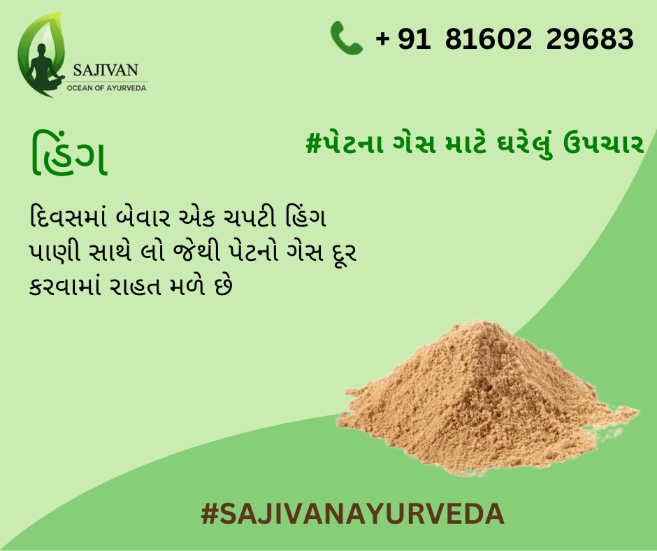 SAJIVAN
OCEAN OF AYURVEDA
+ 91 81602 29683
હિંગ
#પેટના ગેસ માટે ઘરેલું ઉપચાર
દિવસમાં બેવાર એક ચપટી હિંગ
પાણી સાથે લો જેથી પેટનો ગેસ દૂર
કરવામાં રાહત મળે છે
#SAJIVANAYURVEDA